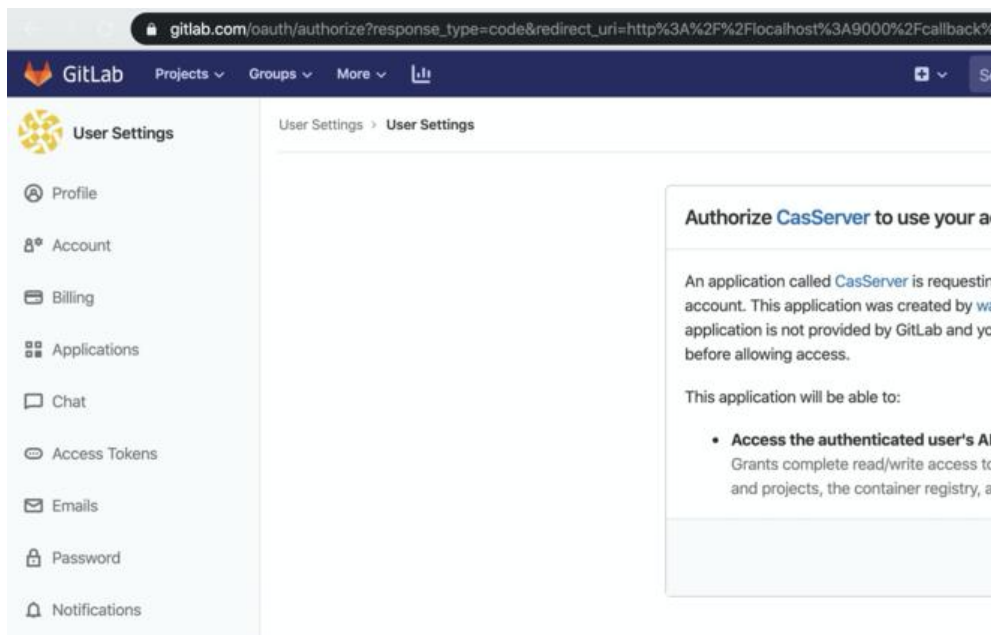 gitlab.com/oauth/authorize?response_type=code&redirect_uri=http%3A%2F%2Flocalhost%3A9000%2Fcallback%
GitLab Projects Groups More
User Settings
User Settings > User Settings
Profile
Account
Billing
Applications
Chat
Access Tokens
Emails
Password
Notifications
Authorize CasServer to use your
An application called CasServer is
account. This application was created by
application is not provided by GitLab and
before allowing access.
This application will be able to:
• Access the authenticated user's
Grants complete read/write access to
and projects, the container registry,